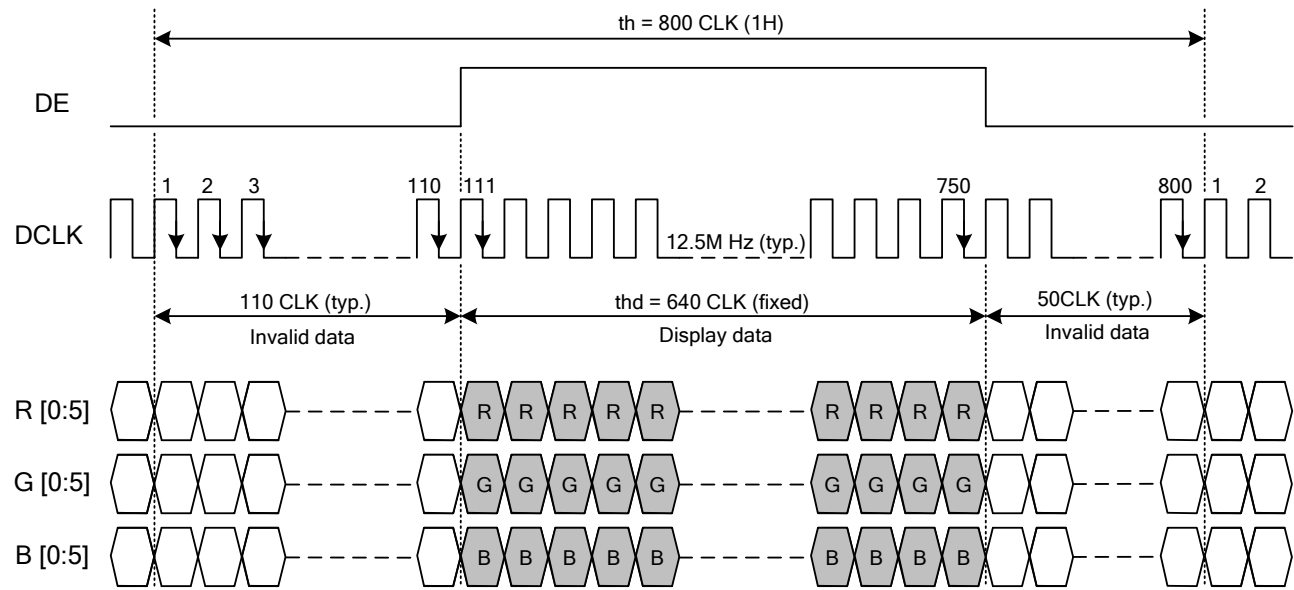 th = 800 CLK (1H)
DE
1 2 3 110 111 750 800 1 2
DCLK
12.5M Hz (typ.)
110 CLK (typ.) thd = 640 CLK (fixed) 50CLK (typ.)
Invalid data Display data Invalid data
R [0:5] R R R R R R R R R
G [0:5] G G G G G G G G G
B [0:5] B B B B B B B B B